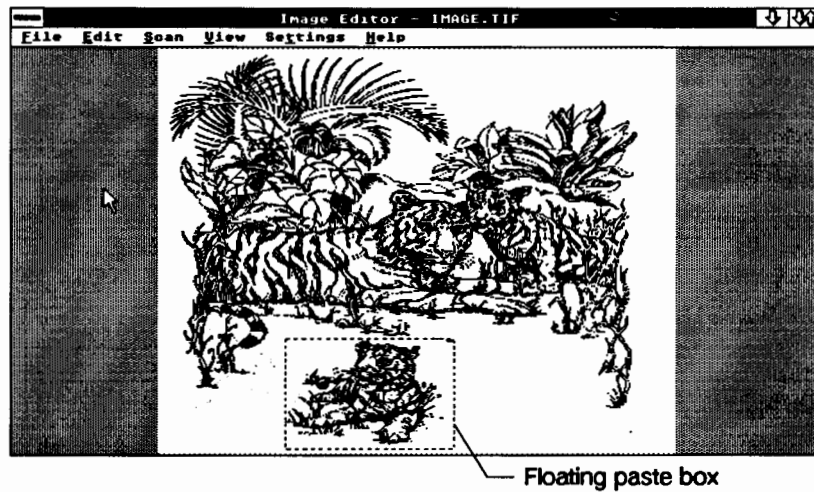 Image Editor - IMAGE.TIF
File Edit Scan View Settings Help
Floating paste box